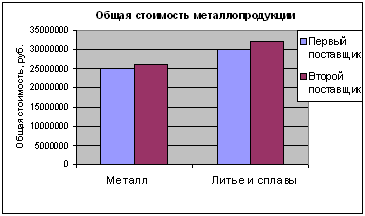 Общая стоимость металлопродукции
Общая стоимость, руб.
35000000
30000000
25000000
20000000
15000000
10000000
5000000
0
Металл
Литье и сплавы
Первый
поставщик
Второй
поставщик